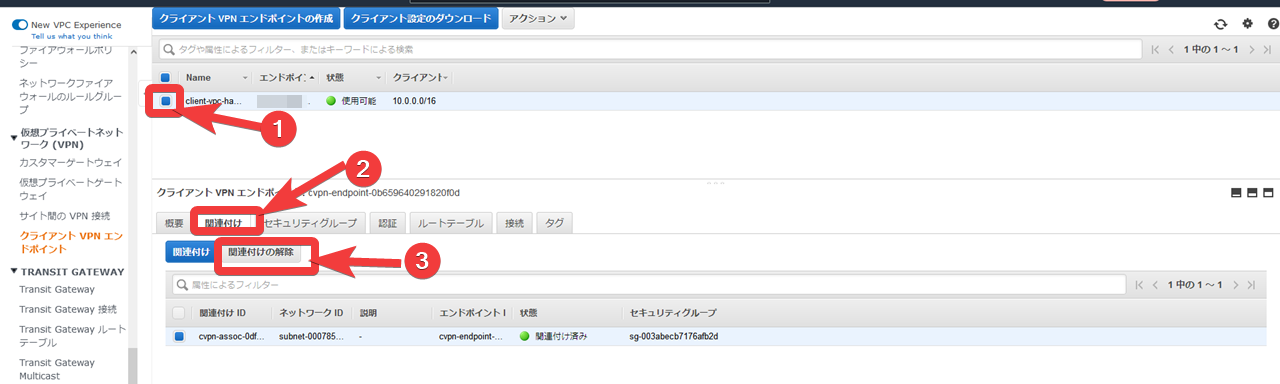 New VPC Experience
Tell us what you think
ファイアウォールポリ
シー
ネットワークファイア
ウォールのルールグルー
プ
仮想プライベートネット
ワーク (VPN)
カスタマーゲートウェイ
仮想プライベートゲート
ウェイ
サイト間の VPN 接続
クライアント VPN エン
ドポイント
TRANSIT GATEWAY
Transit Gateway
Transit Gateway 接続
Transit Gateway ルート
テーブル
Transit Gateway
Multicast
クライアント VPN エンドポイントの作成 クライアント設定のダウンロード アクション
タグや属性によるフィルター、またはキーワードによる検索 1 中の 1 ～ 1
Name エンドポイ 状態 クライアント
client-vpc-ha... . 使用可能 10.0.0.0/16
1
2
クライアント VPN エンドポイント: cvpn-endpoint-0b659640291820f0d
概要 関連付け セキュリティグループ 認証 ルートテーブル 接続 タグ
関連付け 関連付けの解除
3
属性によるフィルター 1 中の 1 ～ 1
関連付け ID ネットワーク ID 説明 エンドポイント I 状態 セキュリティグループ
cvpn-assoc-0df... subnet-000785... - cvpn-endpoint-... 関連付け済み sg-003abecb7176afb2d